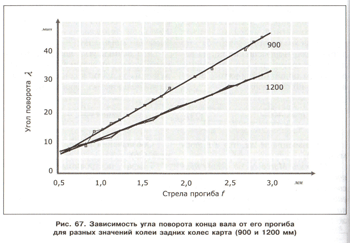 мин
40
30
20
10
0
Угол поворота λ
900
1200
0,5 1,0 1,5 2,0 2,5 3,0 мм
Стрела прогиба f
Рис. 67. Зависимость угла поворота конца вала от его прогиба
для разных значений колеи задних колес карта (900 и 1200 мм)